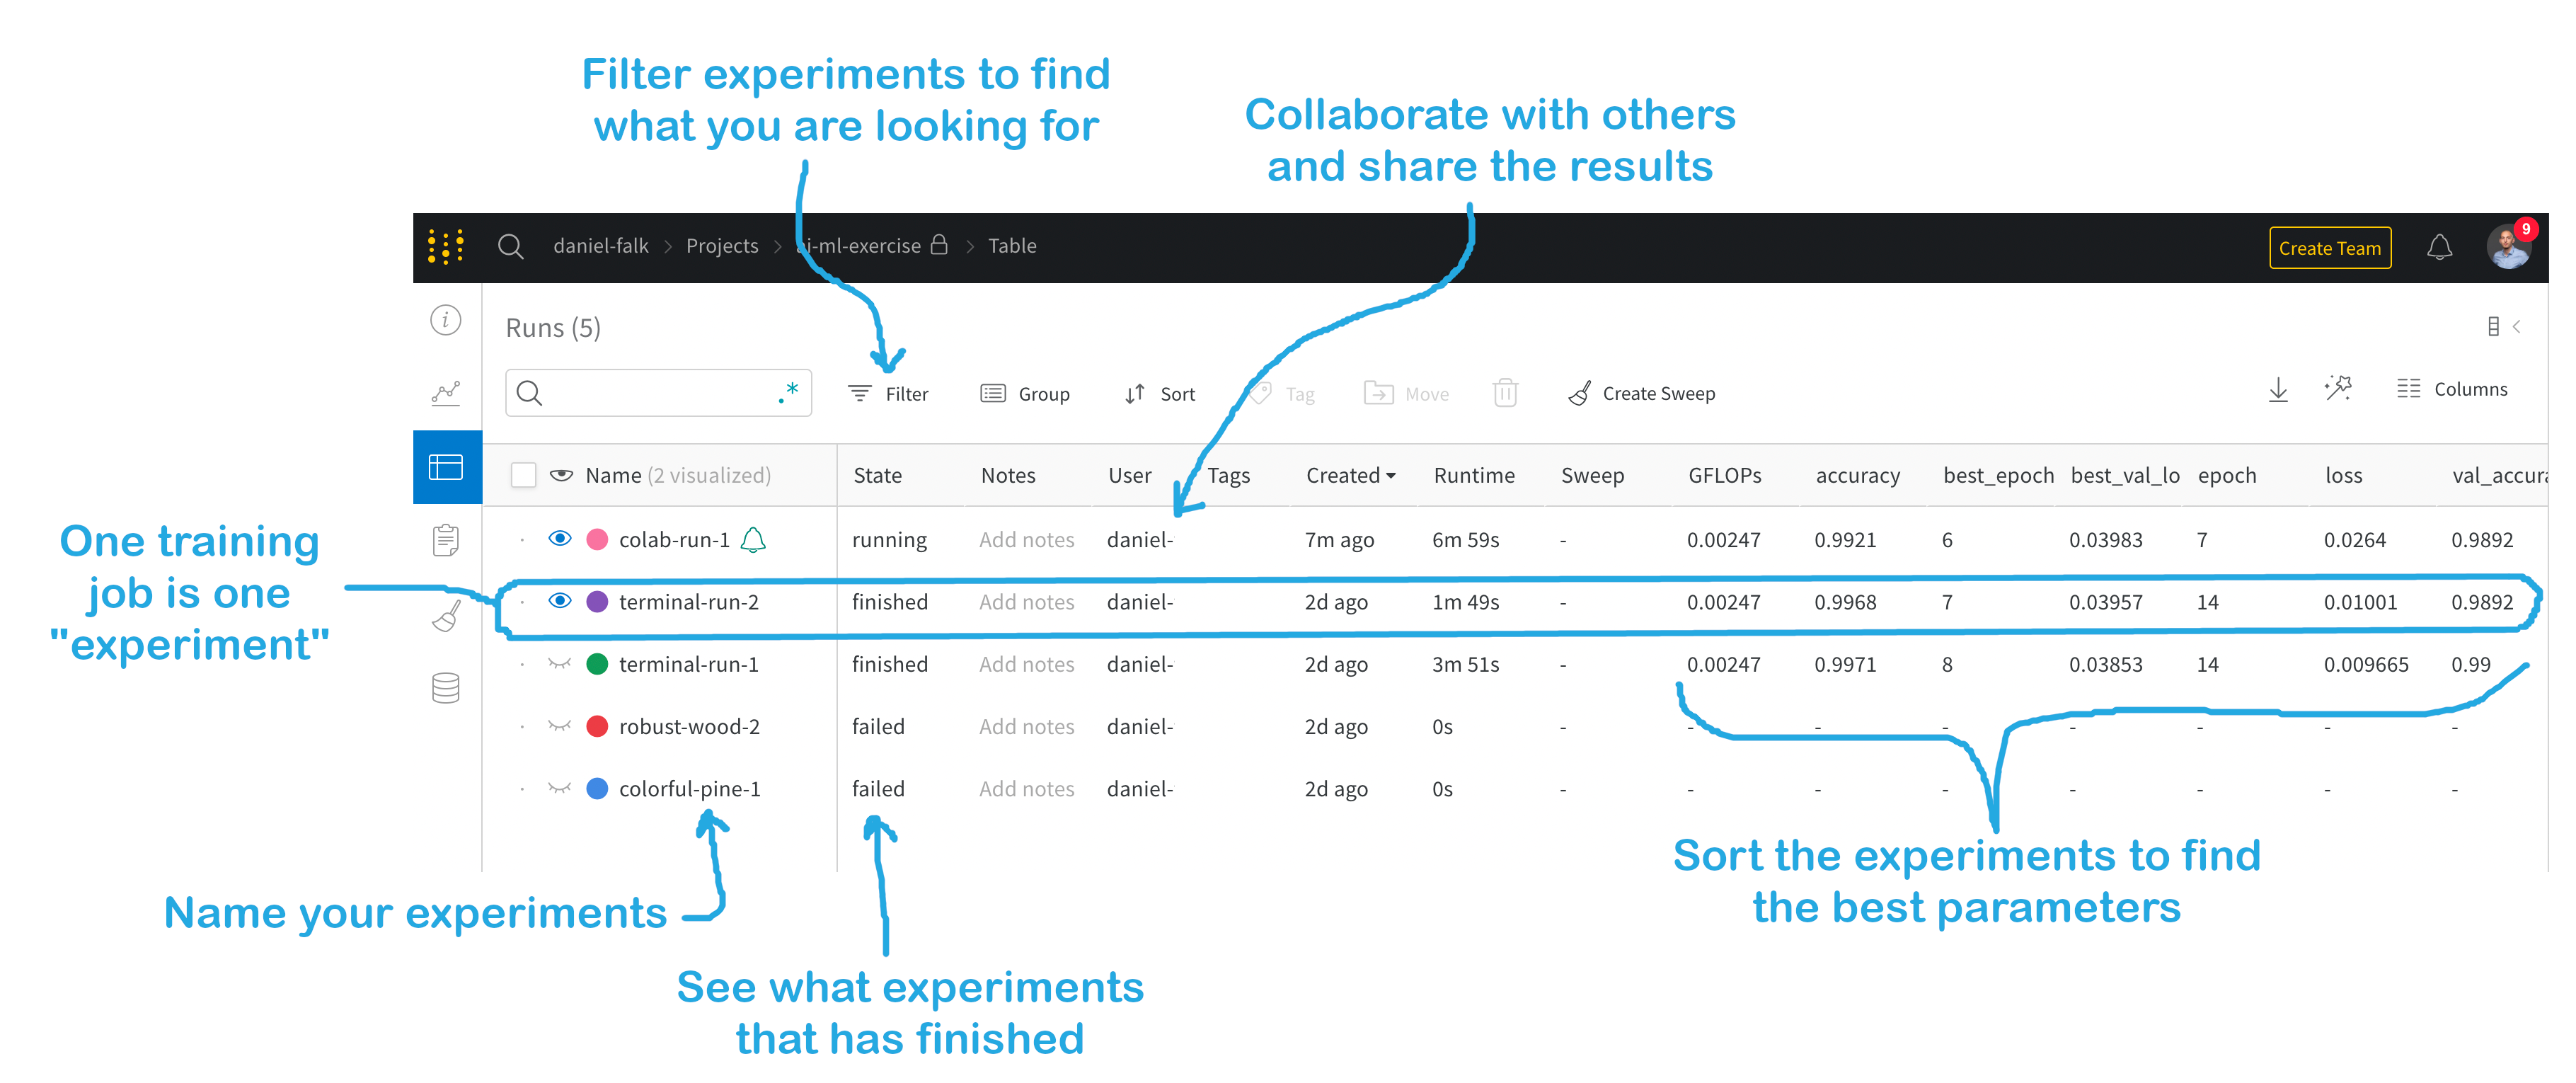 Filter experiments to find
what you are looking for
Collaborate with others
and share the results
daniel-falk > Projects > ai-ml-exercise > Table
Create Team
9
Runs (5)
.* Filter Group Sort Tag Move Create Sweep Columns
Name (2 visualized) State Notes User Tags Created Runtime Sweep GFLOPs accuracy best_epoch best_val_lo epoch loss val_accura
colab-run-1 running Add notes daniel- 7m ago 6m 59s - 0.00247 0.9921 6 0.03983 7 0.0264 0.9892
terminal-run-2 finished Add notes daniel- 2d ago 1m 49s - 0.00247 0.9968 7 0.03957 14 0.01001 0.9892
terminal-run-1 finished Add notes daniel- 2d ago 3m 51s - 0.00247 0.9971 8 0.03853 14 0.009665 0.99
robust-wood-2 failed Add notes daniel- 2d ago 0s - - - - - - - -
colorful-pine-1 failed Add notes daniel- 2d ago 0s - - - - - - - -
One training
job is one
"experiment"
Name your experiments
See what experiments
that has finished
Sort the experiments to find
the best parameters